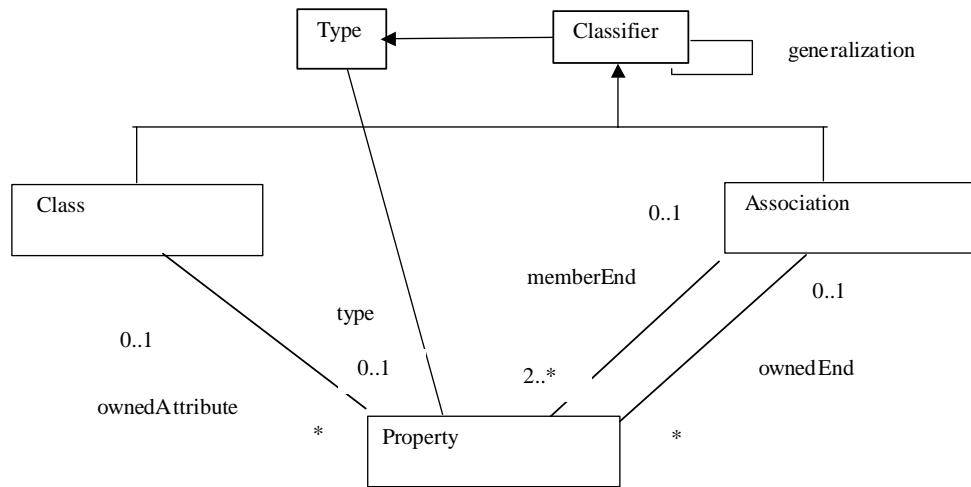 Type
Classifier
generalization
Class
Association
0..1
memberEnd
0..1
type
0..1
0..1
2..*
ownedEnd
ownedAttribute
*
Property
*